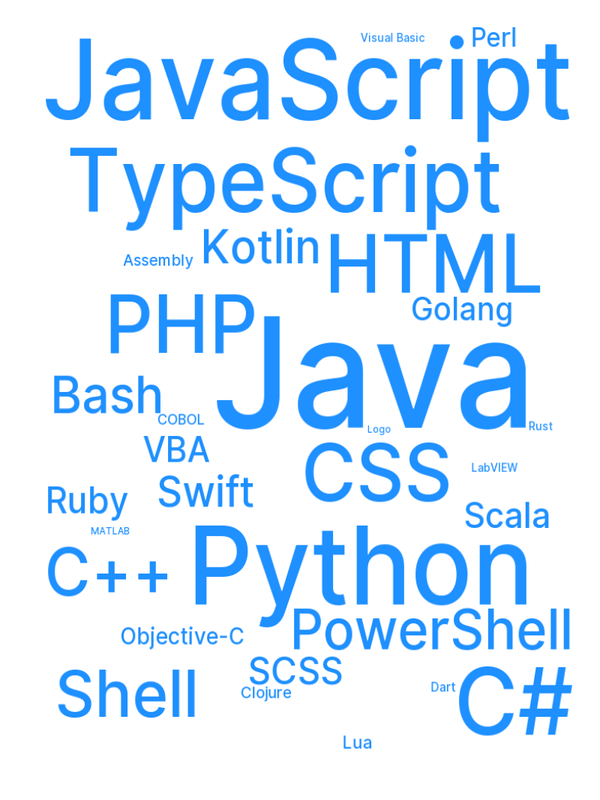 Visual Basic
Perl
JavaScript
TypeScript
Kotlin
HTML
Assembly
Golang
PHP
Java
Bash
COBOL
Logo
Rust
VBA
CSS
LabVIEW
Swift
Ruby
Scala
MATLAB
C++
Python
Objective-C
PowerShell
SCSS
Clojure
Dart
Shell
C#
Lua